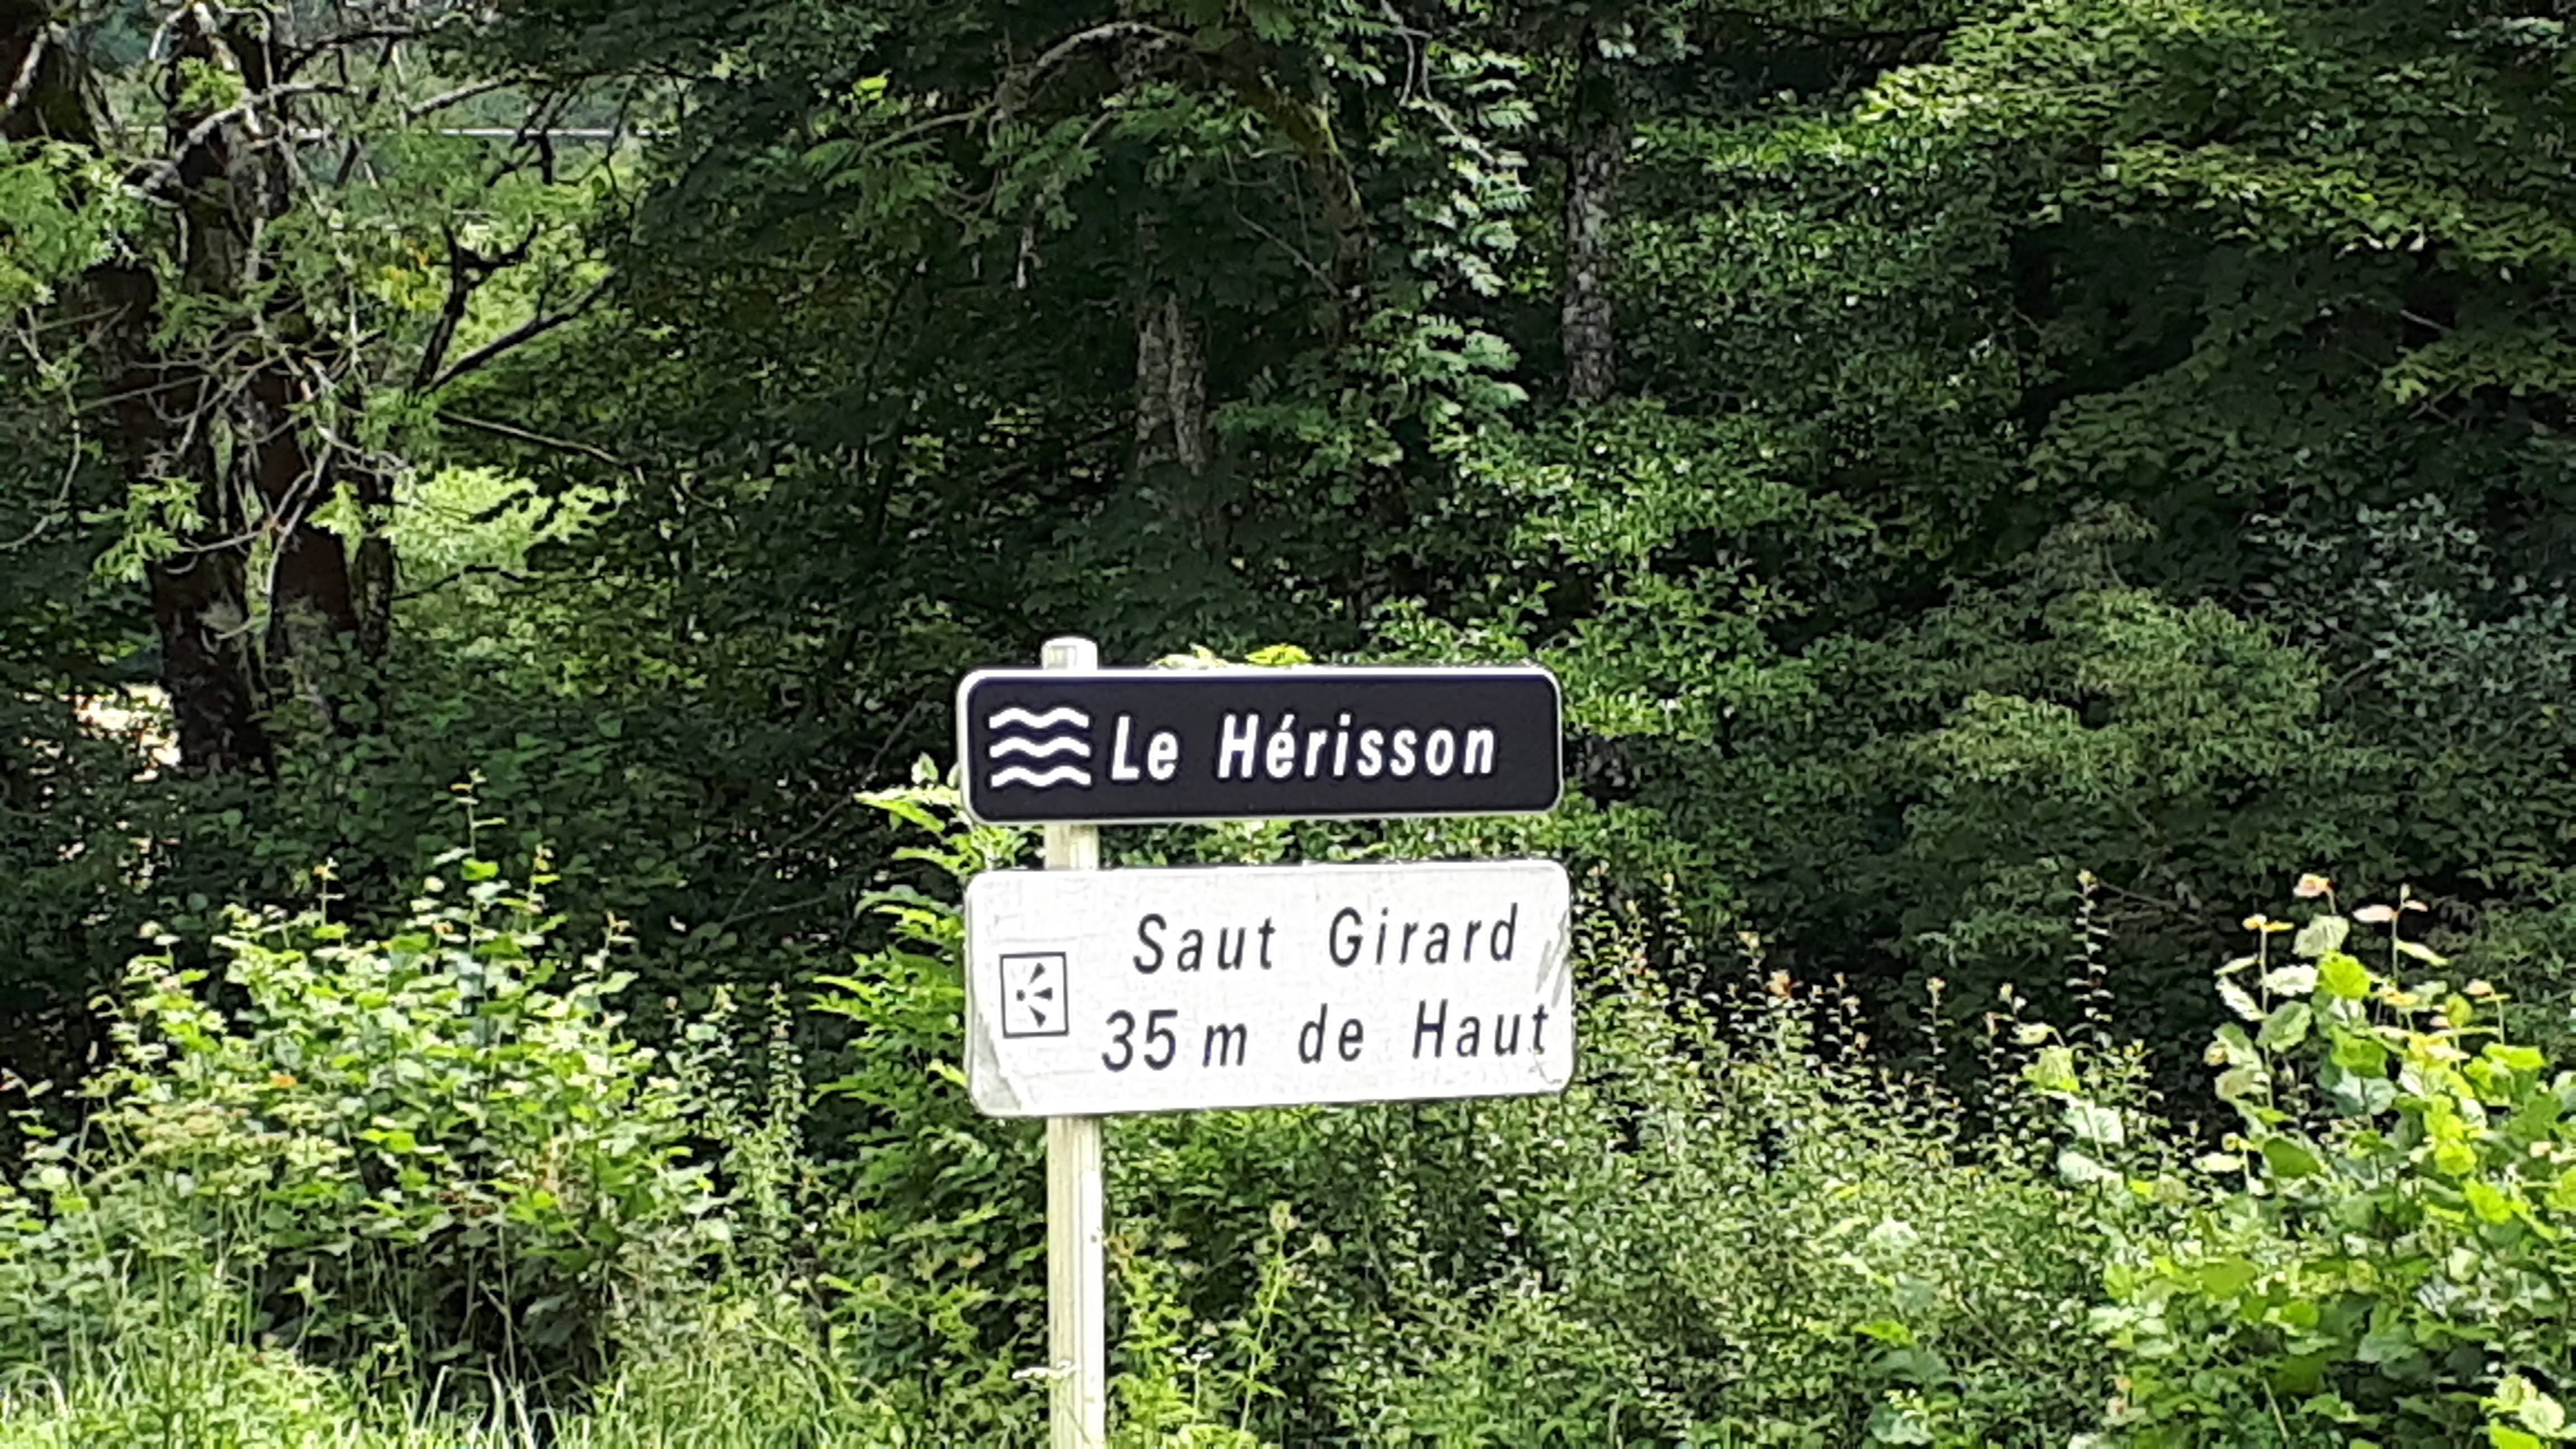 Le Hérisson
Saut Girard
35 m de Haut